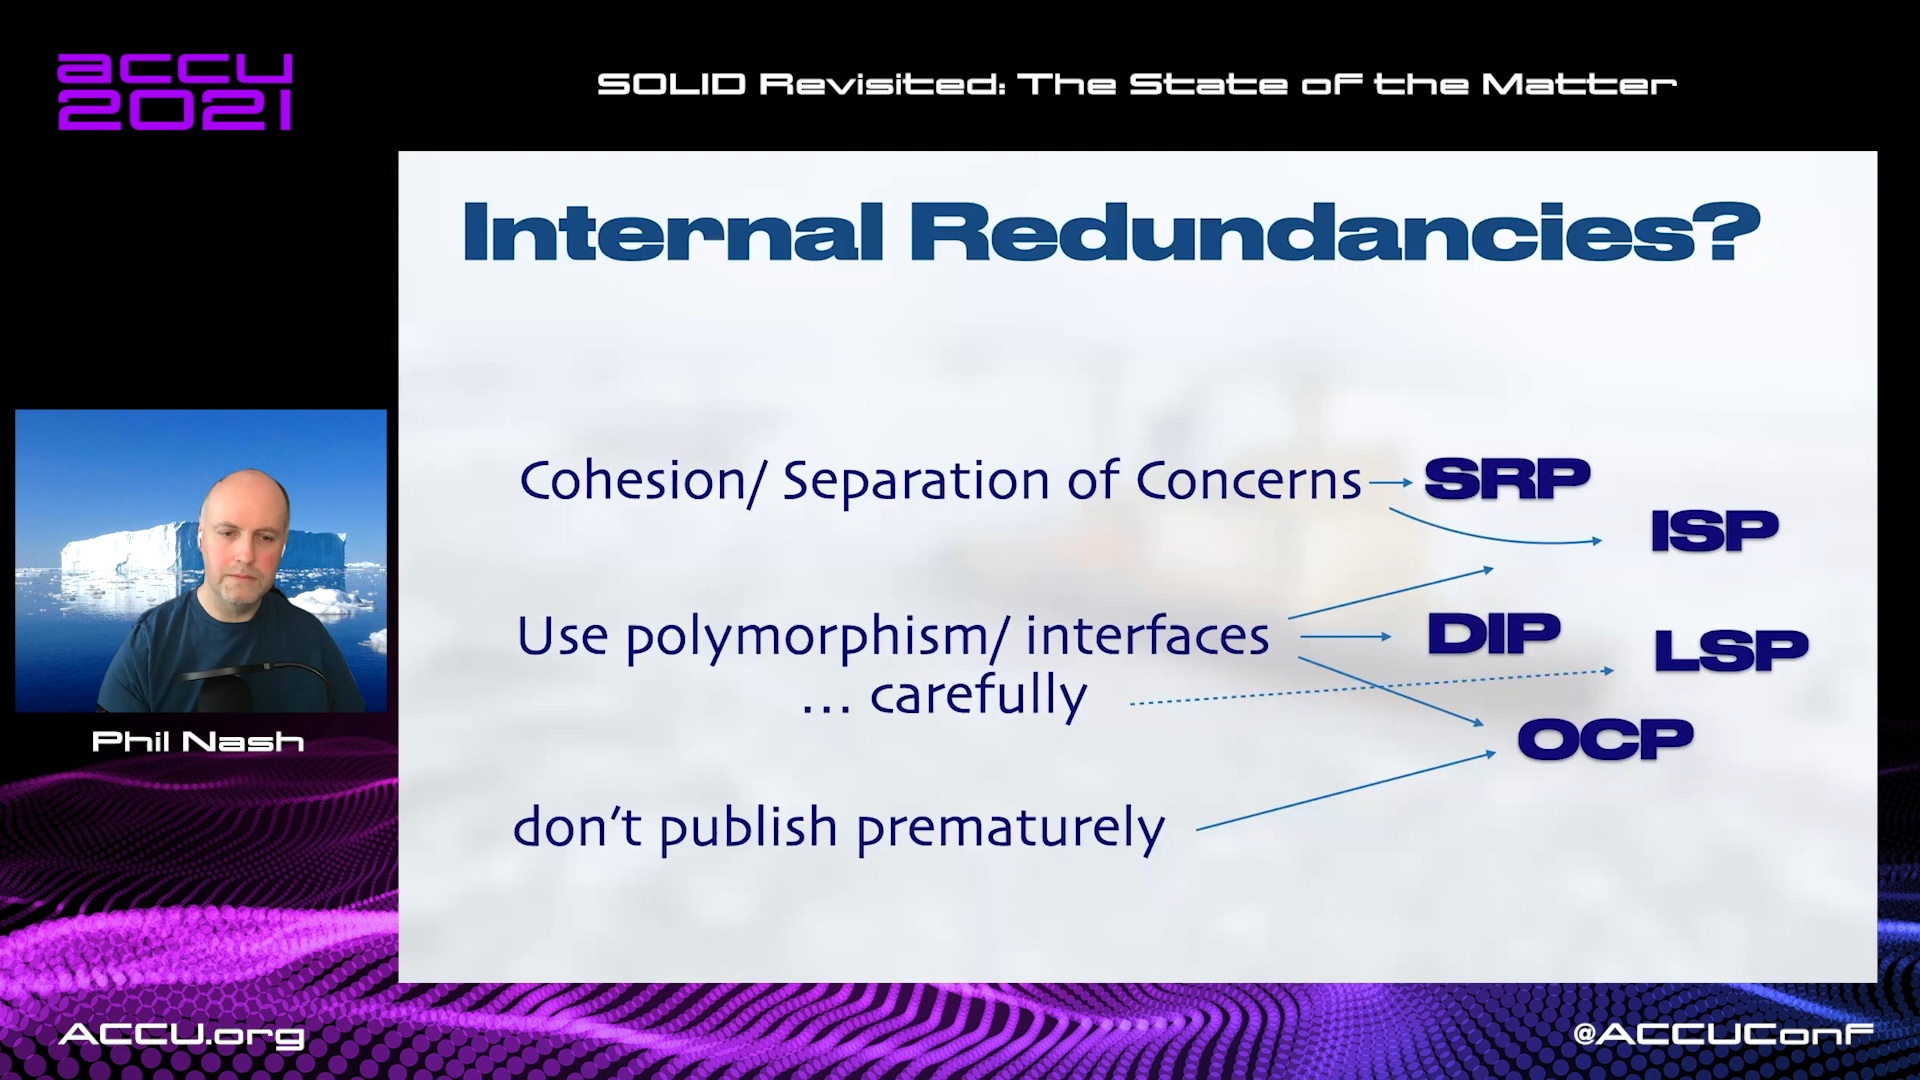 accu
2021
SOLID Revisited: The State of the Matter
Internal Redundancies?
Cohesion/ Separation of Concerns
SRP
ISP
Use polymorphism/ interfaces
DIP
LSP
... carefully
OCP
don't publish prematurely
Phil Nash
ACCU.org
@ACCUConf